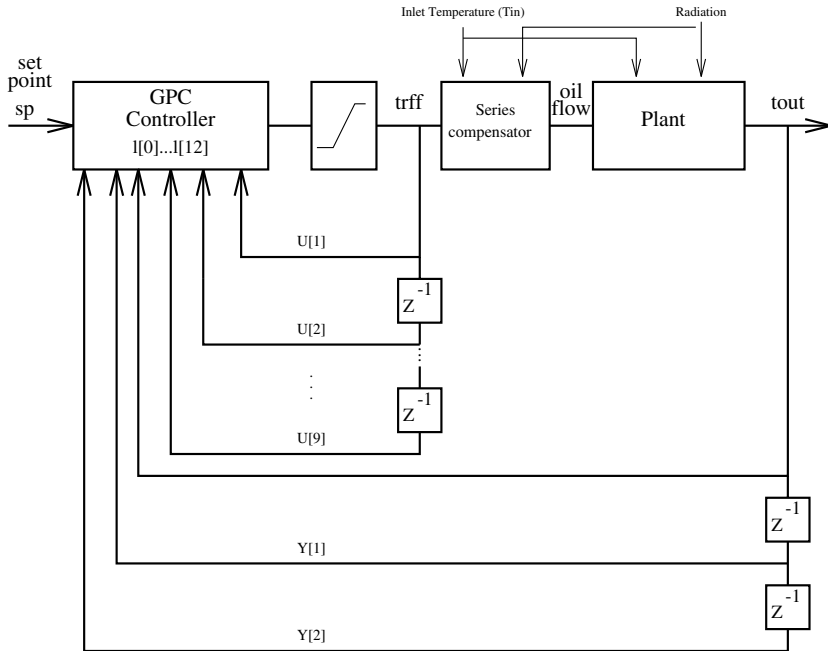 Inlet Temperature (Tin)
Radiation
set
point
sp
GPC
Controller
l[0]...l[12]
trff
Series
compensator
oil
flow
Plant
tout
U[1]
Z -1
U[2]
Z -1
U[9]
Z -1
Y[1]
Z -1
Y[2]